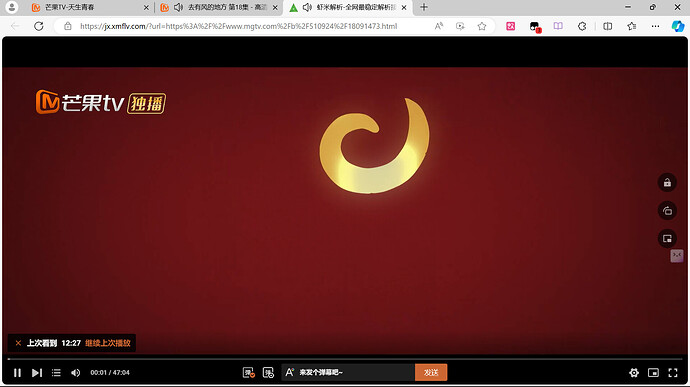 芒果TV-天生青春
去有风的地方 第18集 - 高清
虾米解析-全网最稳定解析接
https://jx.xmflv.com/?url=https%3A%2F%2Fwww.mgtv.com%2Fb%2F510924%2F18091473.html
芒果tv 独播
上次看到 12:27 继续上次播放
00:01 / 47:04
弹
弹
A
来发个弹幕吧~
发送